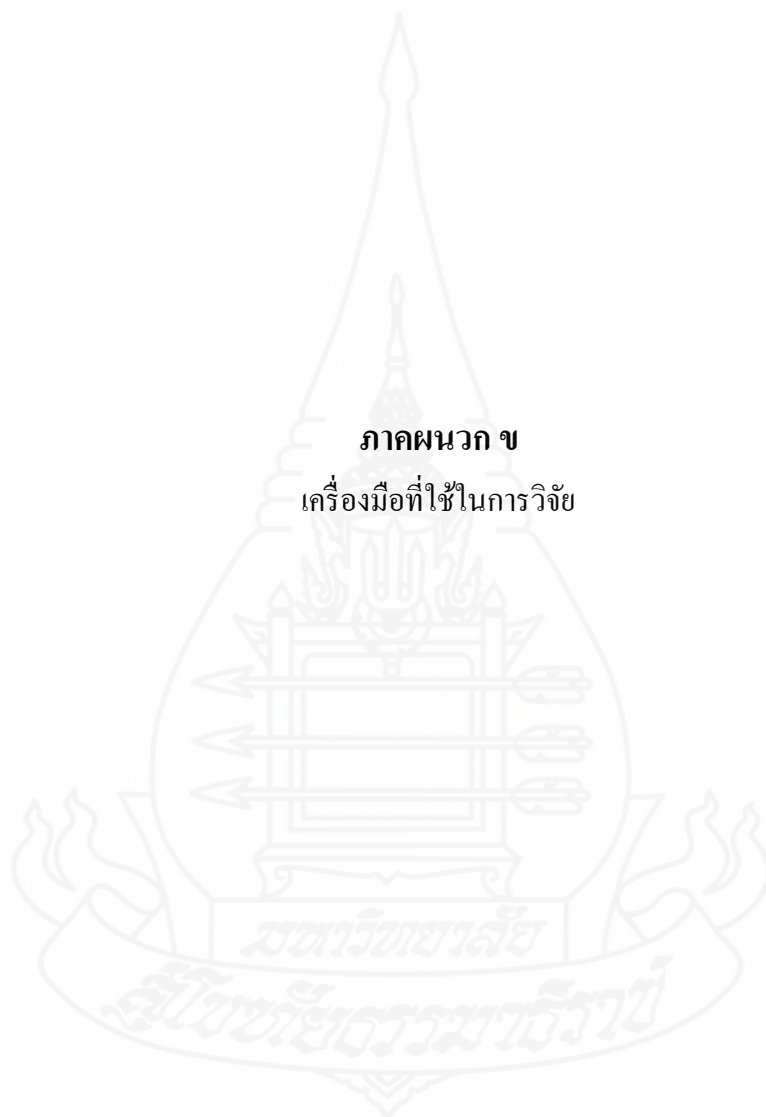 ภาคผนวก ข
เครื่องมือที่ใช้ในการวิจัย
มหาวิทยาลัย
สุโขทัยธรรมาธิราช